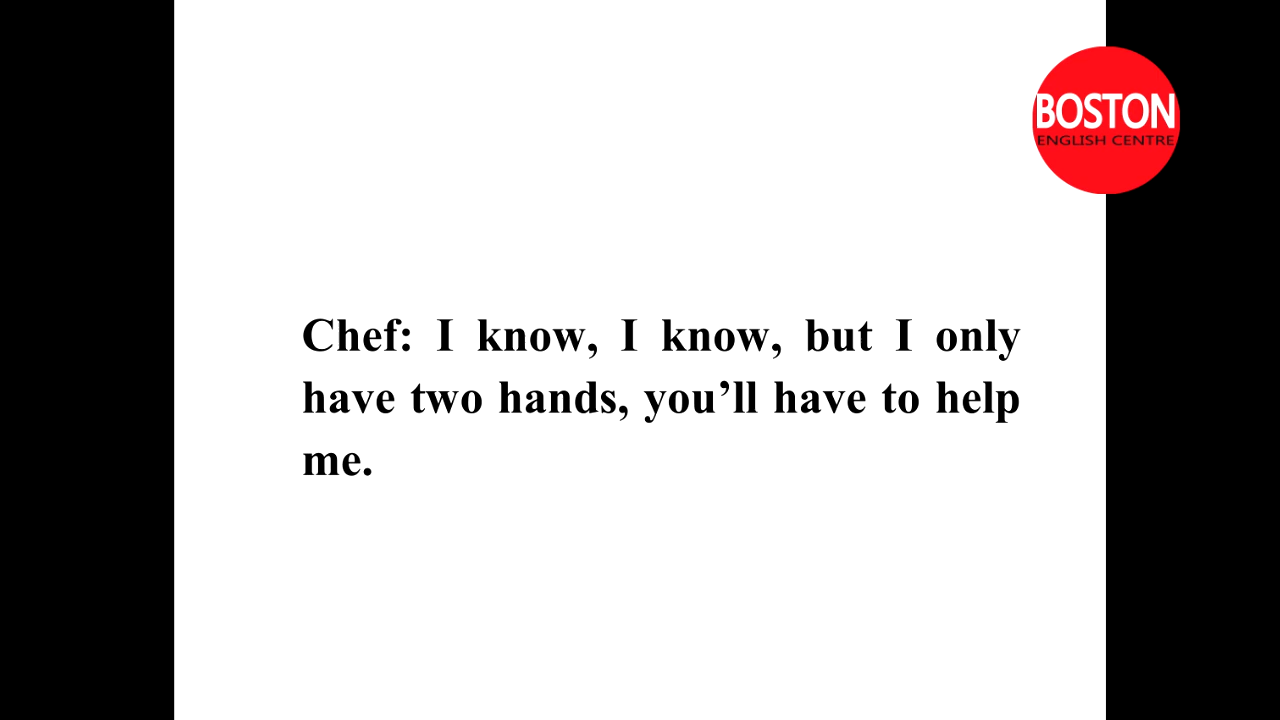 BOSTON
ENGLISH CENTRE
Chef: I know, I know, but I only
have two hands, you’ll have to help
me.